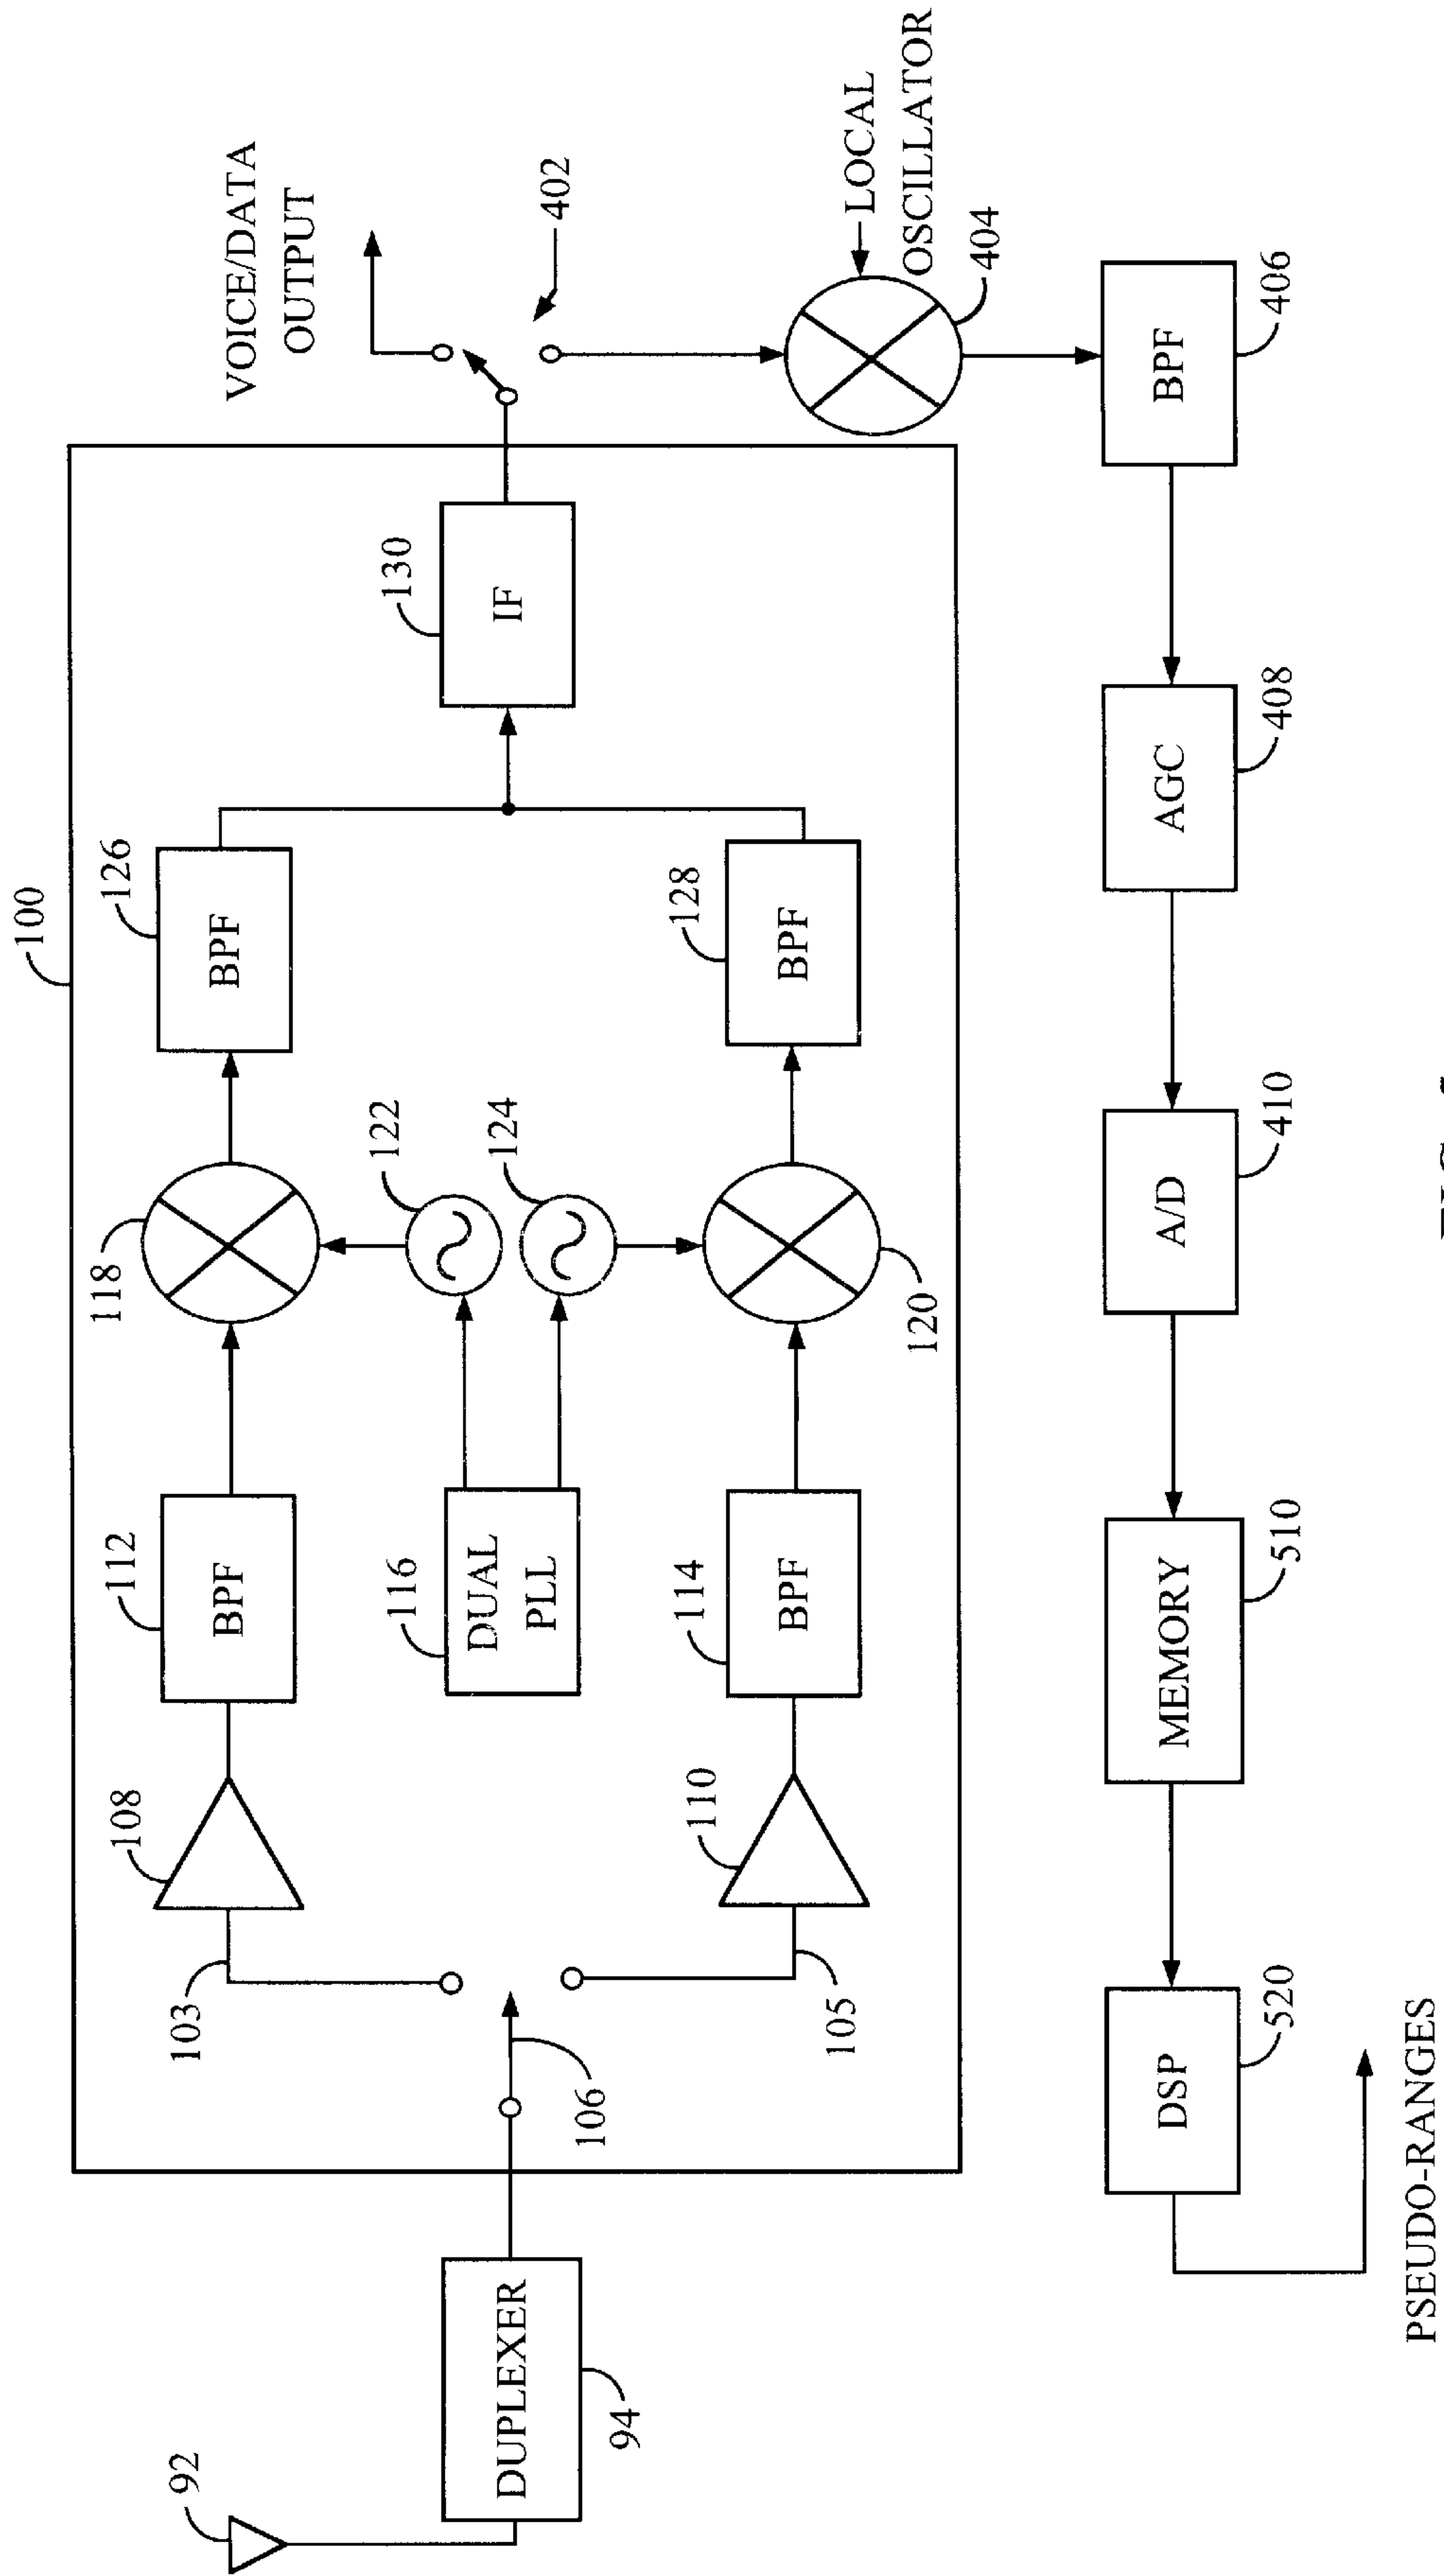 100
VOICE/DATA
OUTPUT
103
108
112
BPF
118
126
BPF
92
DUPLEXER
94
106
116
DUAL
PLL
122
124
130
IF
402
105
110
114
BPF
120
128
BPF
LOCAL
OSCILLATOR
404
PSEUDO-RANGES
DSP
520
MEMORY
510
A/D
410
AGC
408
BPF
406